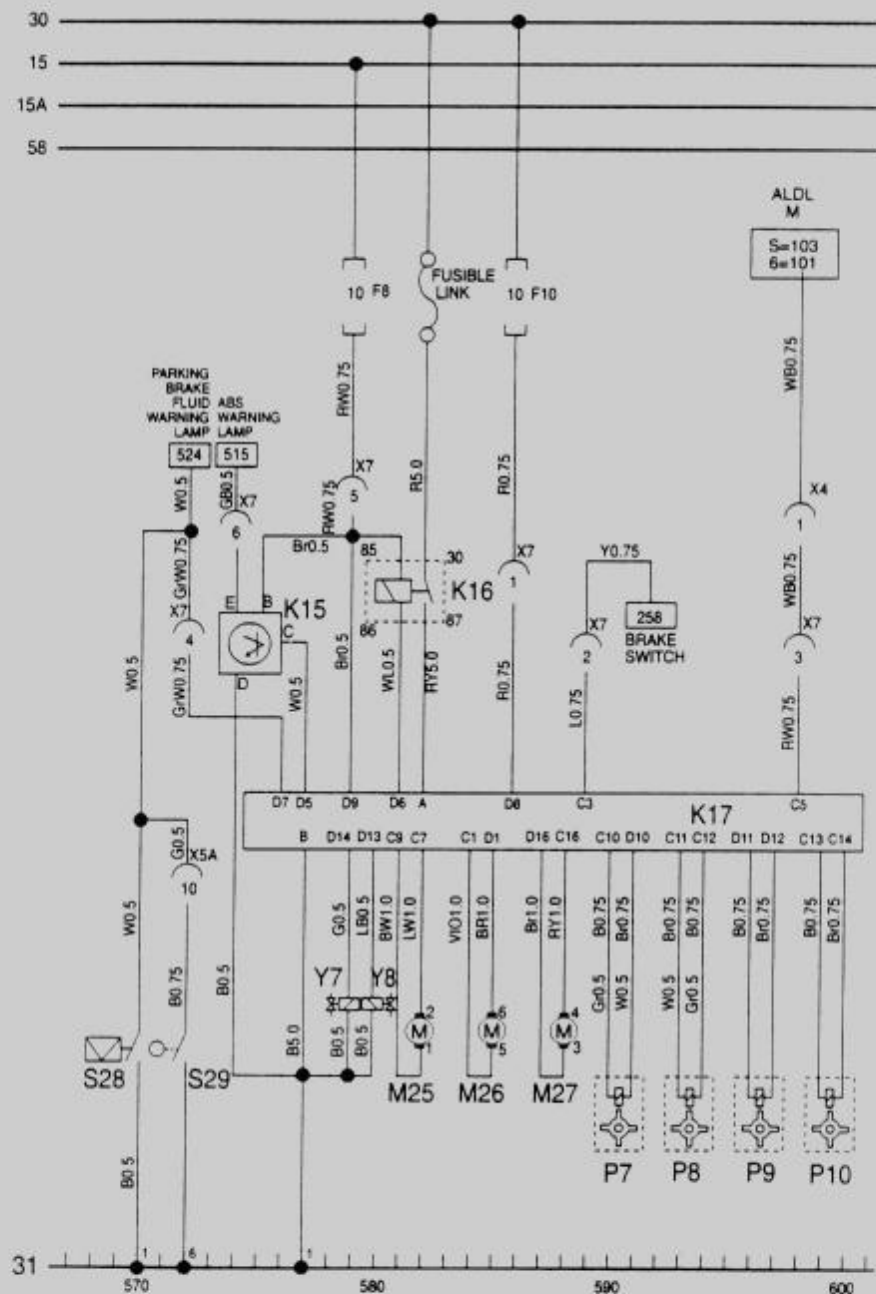 30
15
15A
58
ALDL
M
S=103
6=101
10 F8
FUSIBLE
LINK
10 F10
PARKING
BRAKE
FLUID
WARNING
LAMP
ABS
WARNING
LAMP
524
515
RW0.75
R5.0
R0.75
WB0.75
W0.5
GB0.5
X7
6
X7
5
RW0.75
X4
1
Br0.5
85
30
K16
86
87
X7
1
Y0.75
258
BRAKE
SWITCH
X7
2
WB0.75
X7
3
GrW0.75
X7
4
GrW0.75
E
B
K15
C
D
W0.5
W0.5
Br0.5
WL0.5
RY5.0
R0.75
L0.75
RW0.75
D7
D5
D9
D6
A
D8
C3
K17
C5
B
D14
D13
C9
C7
C1
D1
D16
C16
C10
D10
C11
C12
D11
D12
C13
C14
G0.5
X5A
10
W0.5
B0.75
B0.5
B5.0
G0.5
LB0.5
BW1.0
LW1.0
VIO1.0
BR1.0
Br1.0
RY1.0
B0.75
Br0.75
Br0.75
B0.75
B0.75
Br0.75
B0.75
Br0.75
Gr0.5
W0.5
W0.5
Gr0.5
Y7
Y8
B0.5
B0.5
2
M
1
6
M
5
4
M
3
S28
S29
M25
M26
M27
P7
P8
P9
P10
B0.5
31
1
6
1
570
580
590
600